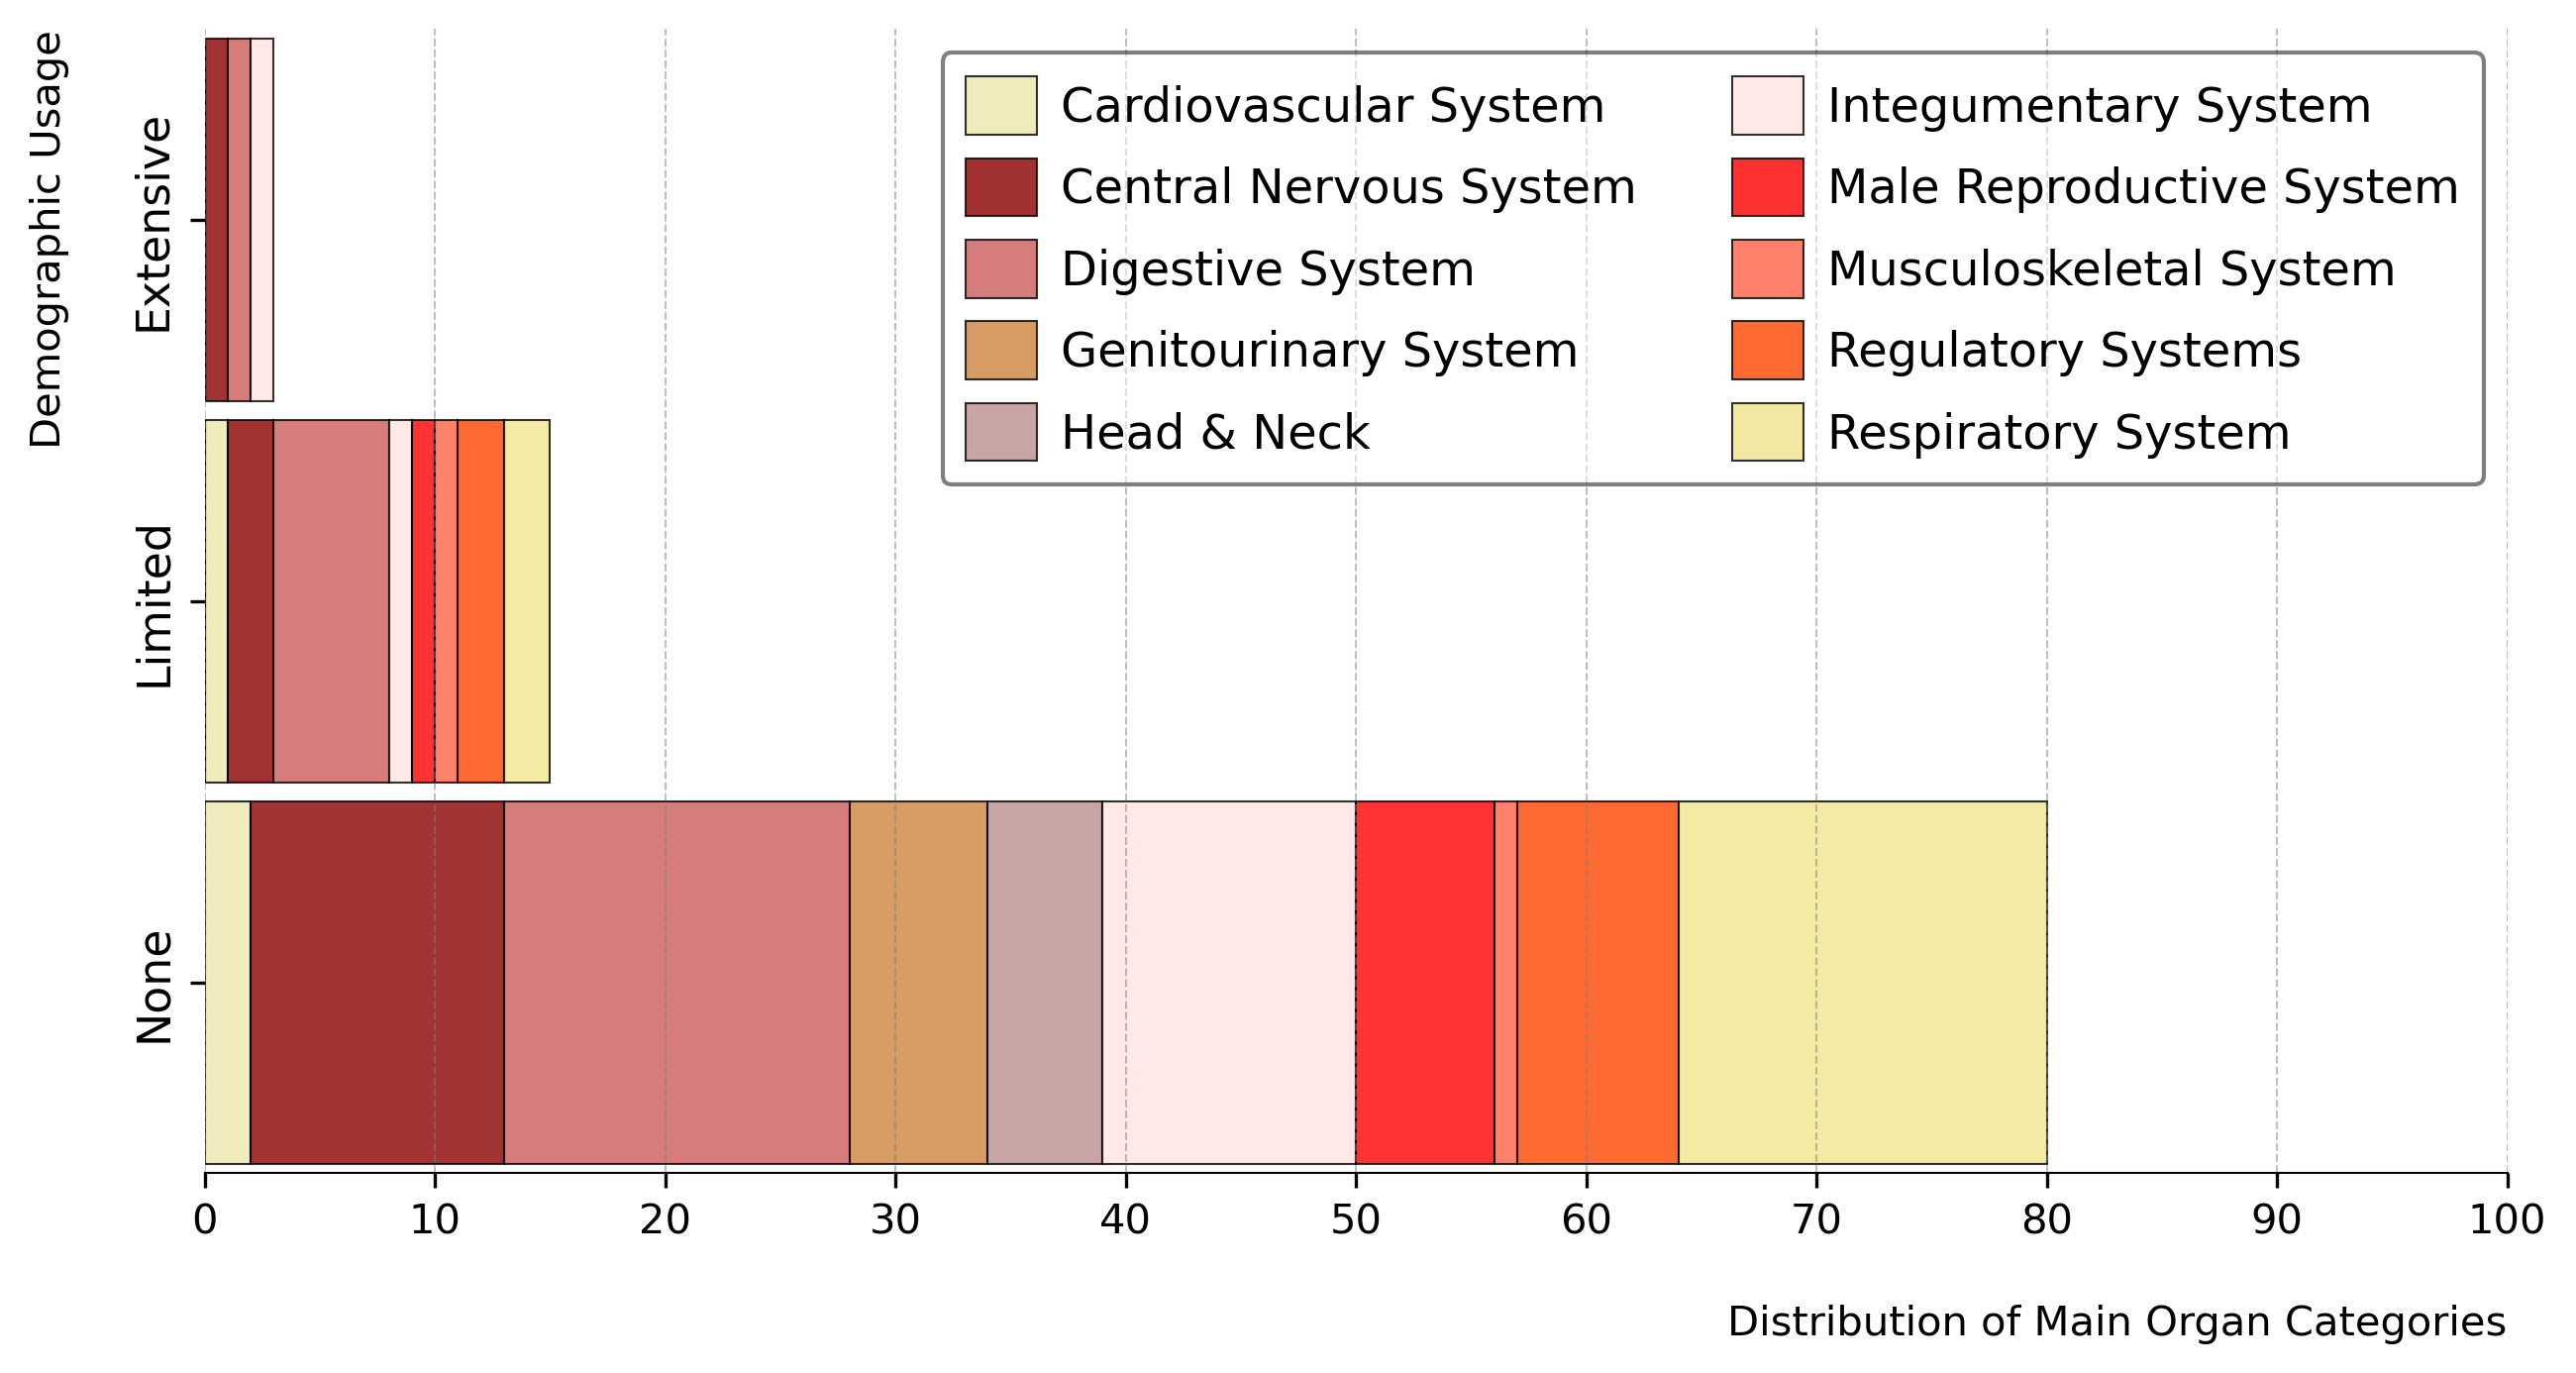 Demographic Usage
Extensive
Limited
None
Cardiovascular System
Central Nervous System
Digestive System
Genitourinary System
Head & Neck
Integumentary System
Male Reproductive System
Musculoskeletal System
Regulatory Systems
Respiratory System
0 10 20 30 40 50 60 70 80 90 100
Distribution of Main Organ Categories